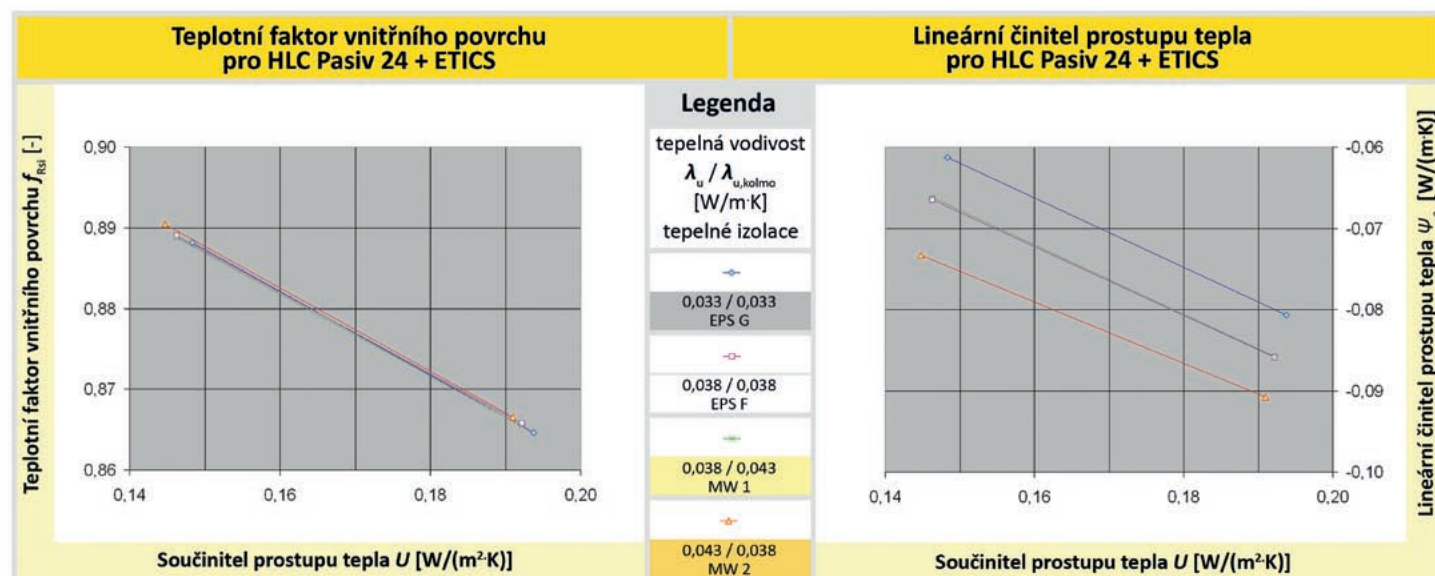 Teplotní faktor vnitřního povrchu
pro HLC Pasiv 24 + ETICS
Lineární činitel prostupu tepla
pro HLC Pasiv 24 + ETICS
Teplotní faktor vnitřního povrchu f Rsi [-]
0,90
0,89
0,88
0,87
0,86
0,14
0,16
0,18
0,20
Součinitel prostupu tepla U [W/(m²·K)]
Legenda
tepelná vodivost
λu / λu,kolmo
[W/m·K]
tepelné izolace
0,033 / 0,033
EPS G
0,038 / 0,038
EPS F
0,038 / 0,043
MW 1
0,043 / 0,038
MW 2
-0,06
-0,07
-0,08
-0,09
-0,10
0,14
0,16
0,18
0,20
Součinitel prostupu tepla U [W/(m²·K)]
Lineární činitel prostupu tepla Ψ [W/(m·K)]